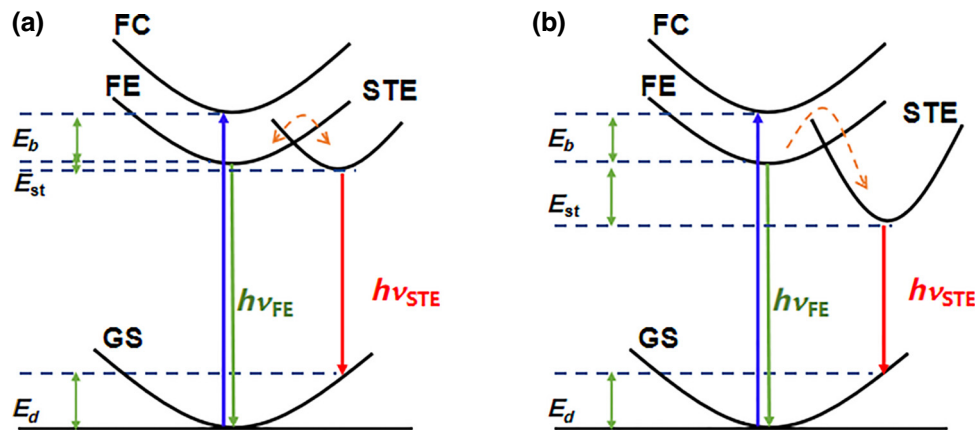 (a)
FC
FE
STE
E_b
E_st
hν_FE
hν_STE
GS
E_d
(b)
FC
FE
STE
E_b
E_st
hν_FE
hν_STE
GS
E_d